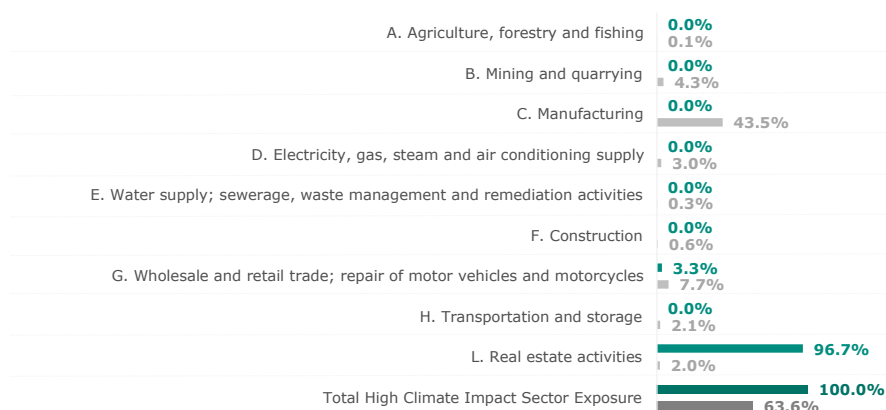 A. Agriculture, forestry and fishing
0.0%
0.1%
B. Mining and quarrying
0.0%
4.3%
C. Manufacturing
0.0%
43.5%
D. Electricity, gas, steam and air conditioning supply
0.0%
3.0%
E. Water supply; sewerage, waste management and remediation activities
0.0%
0.3%
F. Construction
0.0%
0.6%
G. Wholesale and retail trade; repair of motor vehicles and motorcycles
3.3%
7.7%
H. Transportation and storage
0.0%
2.1%
L. Real estate activities
96.7%
2.0%
Total High Climate Impact Sector Exposure
100.0%
63.6%